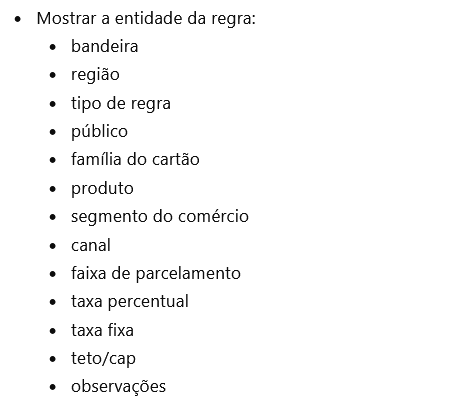 • Mostrar a entidade da regra:
• bandeira
• região
• tipo de regra
• público
• família do cartão
• produto
• segmento do comércio
• canal
• faixa de parcelamento
• taxa percentual
• taxa fixa
• teto/cap
• observações